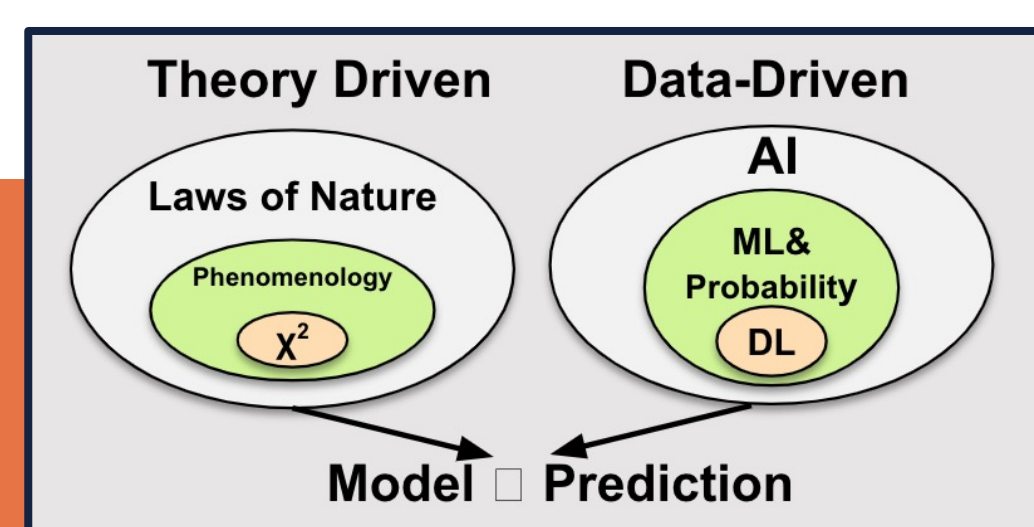 Theory Driven
Data-Driven
Laws of Nature
Phenomenology
χ²
AI
ML&
Probability
DL
Model □ Prediction